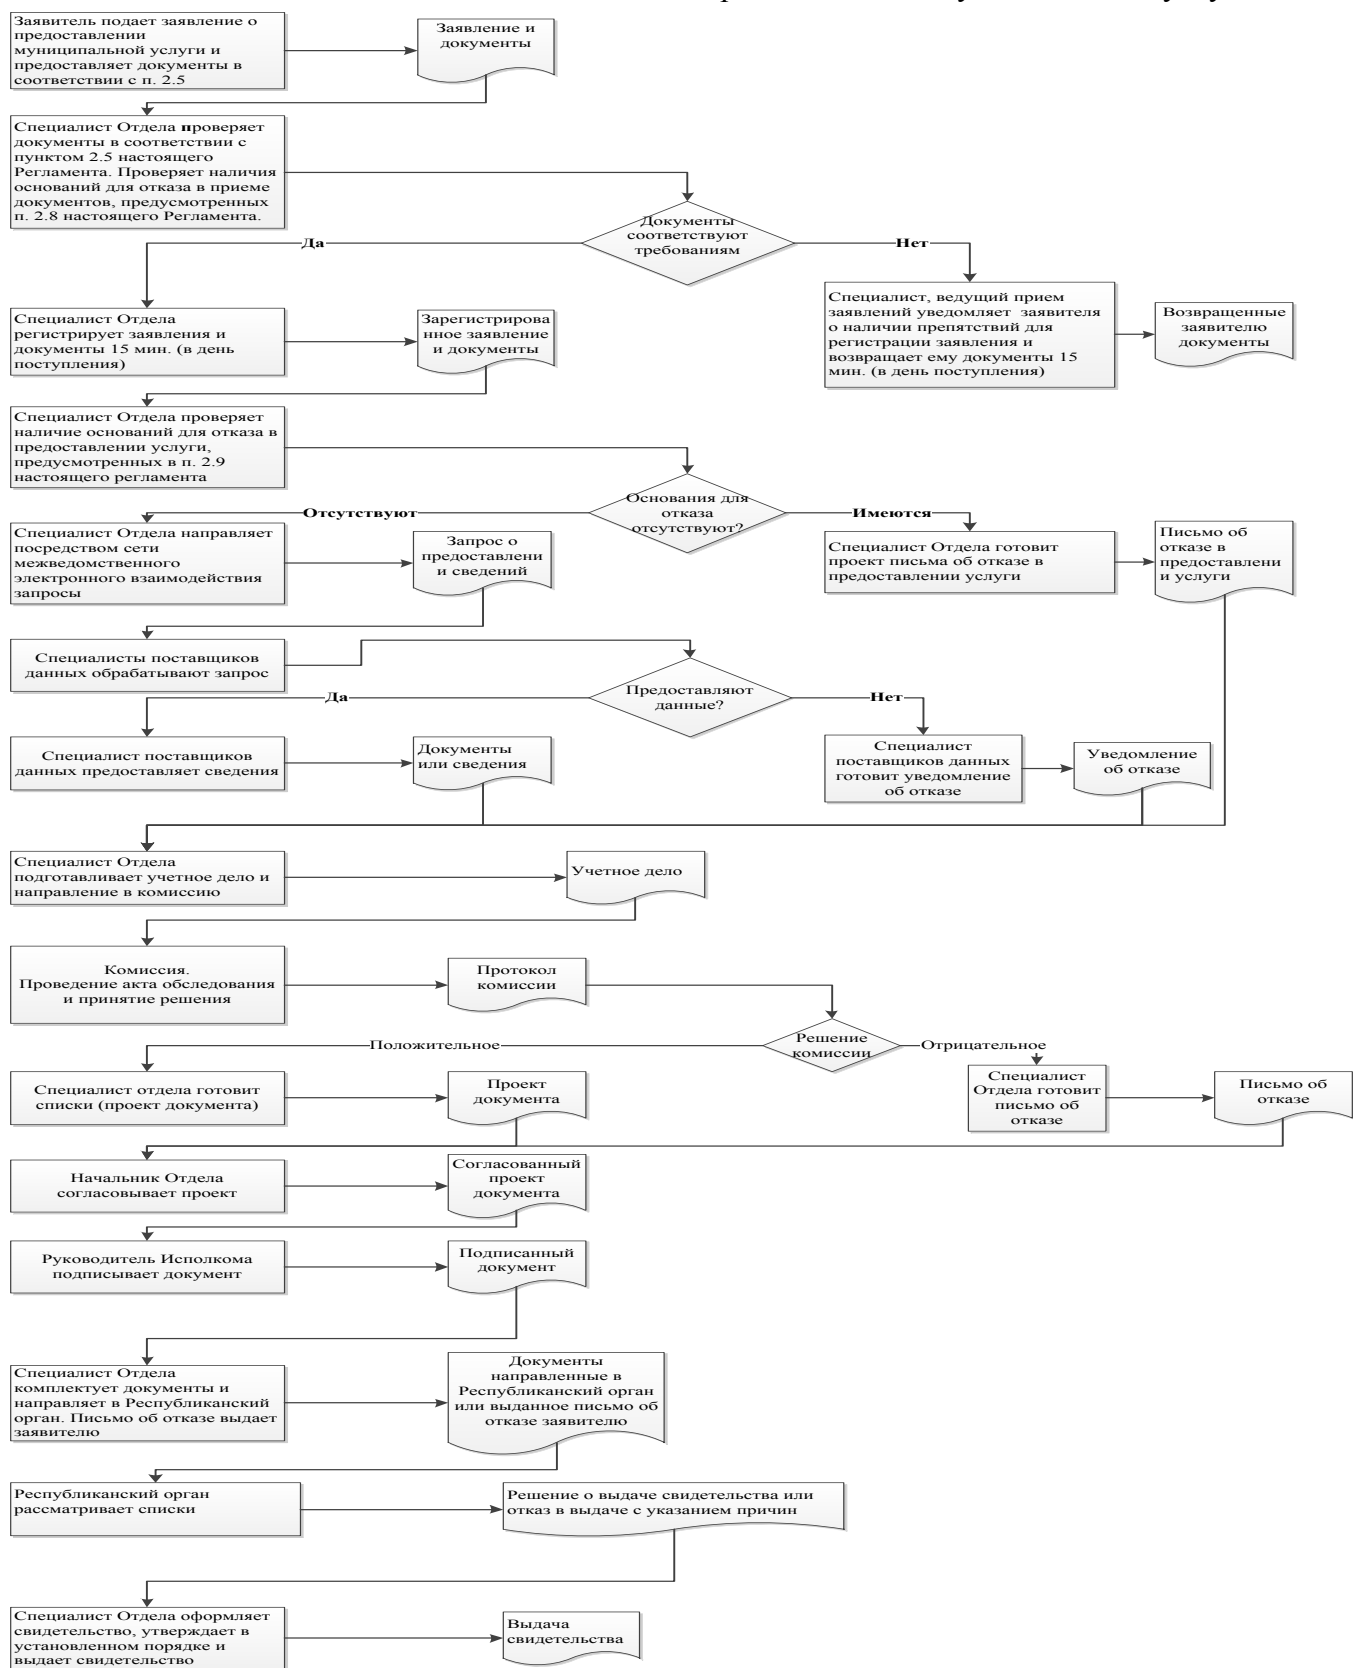 Заявитель подает заявление о
предоставлении
муниципальной услуги и
предоставляет документы в
соответствии с п. 2.5
Заявление и
документы
Специалист Отдела проверяет
документы в соответствии с
пунктом 2.5 настоящего
Регламента. Проверяет наличия
оснований для отказа в приеме
документов, предусмотренных
п. 2.8 настоящего Регламента.
Документы
соответствуют
требованиям
Да
Нет
Специалист Отдела
регистрирует заявления и
документы 15 мин. (в день
поступления)
Зарегистрирова
нное заявление
и документы
Специалист, ведущий прием
заявлений уведомляет заявителя
о наличии препятствий для
регистрации заявления и
возвращает ему документы 15
мин. (в день поступления)
Возвращенные
заявителю
документы
Специалист Отдела проверяет
наличие оснований для отказа в
предоставлении услуги,
предусмотренных в п. 2.9
настоящего регламента
Основания для
отказа
отсутствуют?
Отсутствуют
Имеются
Специалист Отдела направляет
посредством сети
межведомственного
электронного взаимодействия
запросы
Запрос о
предоставлени
и сведений
Специалист Отдела готовит
проект письма об отказе в
предоставлении услуги
Письмо об
отказе в
предоставлени
и услуги
Специалисты поставщиков
данных обрабатывают запрос
Предоставляют
данные?
Да
Нет
Специалист поставщиков
данных предоставляет сведения
Документы
или сведения
Специалист
поставщиков данных
готовит уведомление
об отказе
Уведомление
об отказе
Специалист Отдела
подготавливает учетное дело и
направление в комиссию
Учетное дело
Комиссия.
Проведение акта обследования
и принятие решения
Протокол
комиссии
Решение
комиссии
Положительное
Отрицательное
Специалист отдела готовит
списки (проект документа)
Проект
документа
Специалист
Отдела готовит
письмо об
отказе
Письмо об
отказе
Начальник Отдела
согласовывает проект
Согласованный
проект
документа
Руководитель Исполкома
подписывает документ
Подписанный
документ
Специалист Отдела
комплектует документы и
направляет в Республиканский
орган. Письмо об отказе выдает
заявителю
Документы
направленные в
Республиканский орган
или выданное письмо об
отказе заявителю
Республиканский орган
рассматривает списки
Решение о выдаче свидетельства или
отказ в выдаче с указанием причин
Специалист Отдела оформляет
свидетельство, утверждает в
установленном порядке и
выдает свидетельство
Выдача
свидетельства